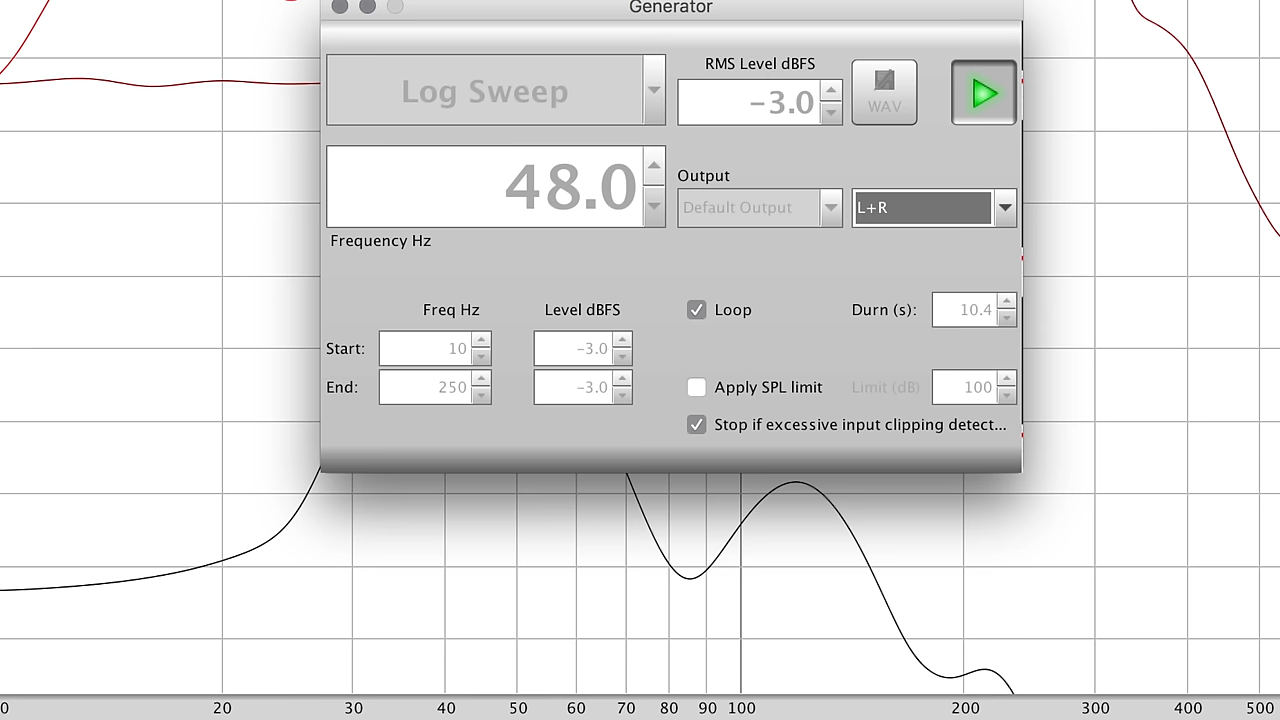 Generator
RMS Level dBFS
Log Sweep
-3.0
WAV
48.0
Output
Default Output
L+R
Frequency Hz
Freq Hz
Level dBFS
Loop
Durn (s):
10.4
Start:
10
-3.0
End:
250
-3.0
Apply SPL limit
Limit (dB)
100
Stop if excessive input clipping detect...
0 20 30 40 50 60 70 80 90 100 200 300 400 500